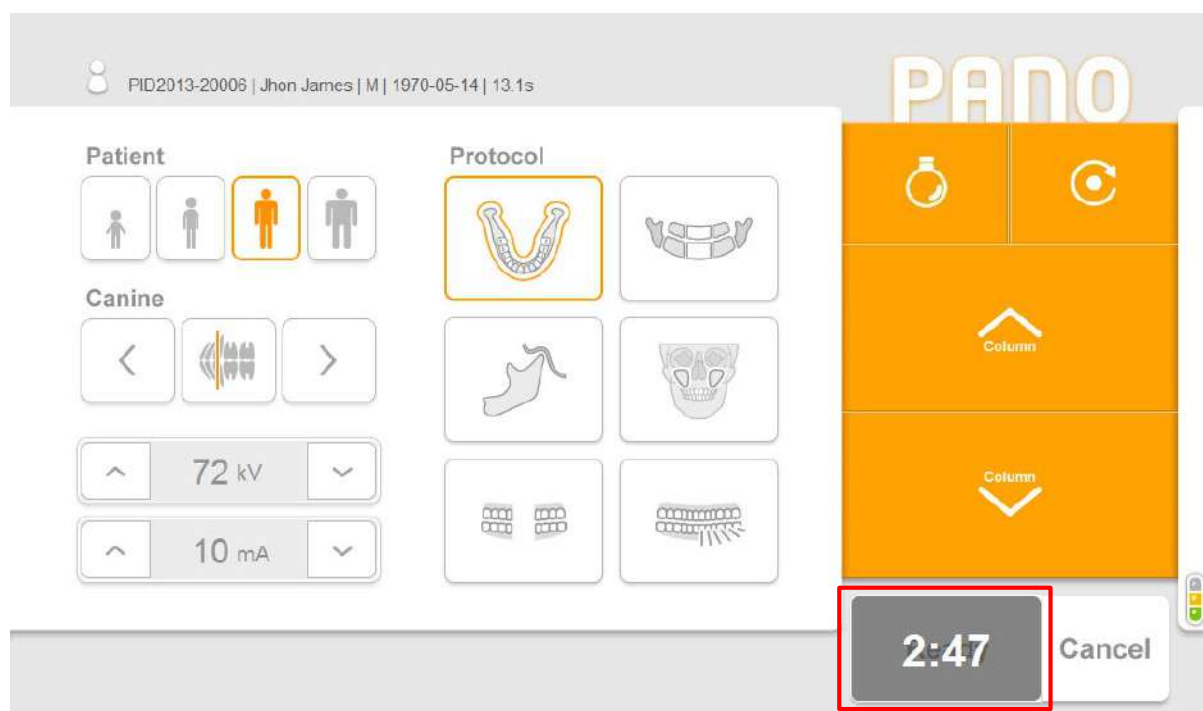 PID2013-20006 | Jhon James | M | 1970-05-14 | 13.1s
PANO
Patient
Protocol
Canine
Column
Column
72 kV
10 mA
2:47
Cancel